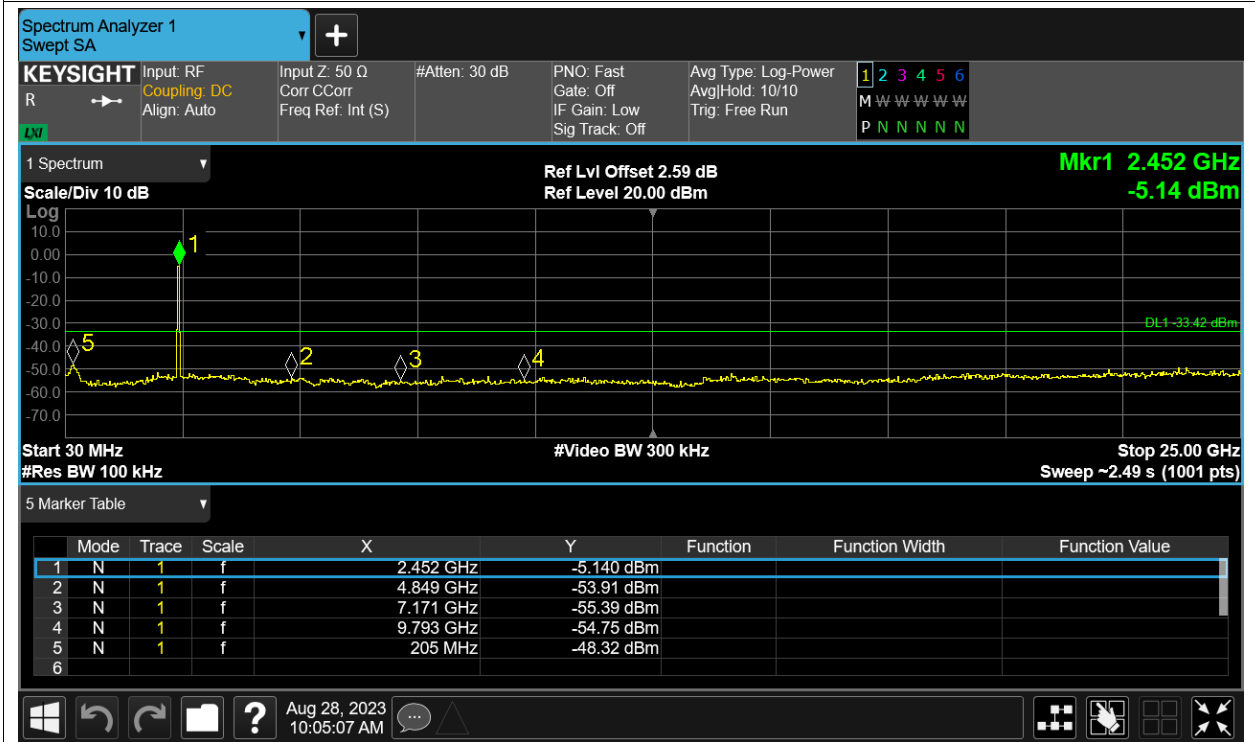 Spectrum Analyzer 1
Swept SA
+
KEYSIGHT Input: RF Input Z: 50 Ω #Atten: 30 dB PNO: Fast Avg Type: Log-Power 1 2 3 4 5 6
R Coupling: DC Corr CCorr Gate: Off Avg|Hold: 10/10 M W W W W W
Align: Auto Freq Ref: Int (S) IF Gain: Low Trig: Free Run
LXI Sig Track: Off P N N N N N
1 Spectrum Ref Lvl Offset 2.59 dB Mkr1 2.452 GHz
Scale/Div 10 dB Ref Level 20.00 dBm -5.14 dBm
Log
10.0
0.00
-10.0
-20.0
-30.0
-40.0
-50.0
-60.0
-70.0
1
DL1 -33.42 dBm
5
2
3
4
Start 30 MHz #Video BW 300 kHz Stop 25.00 GHz
#Res BW 100 kHz Sweep ~2.49 s (1001 pts)
5 Marker Table
Mode Trace Scale X Y Function Function Width Function Value
1 N 1 f 2.452 GHz -5.140 dBm
2 N 1 f 4.849 GHz -53.91 dBm
3 N 1 f 7.171 GHz -55.39 dBm
4 N 1 f 9.793 GHz -54.75 dBm
5 N 1 f 205 MHz -48.32 dBm
6
? Aug 28, 2023
10:05:07 AM